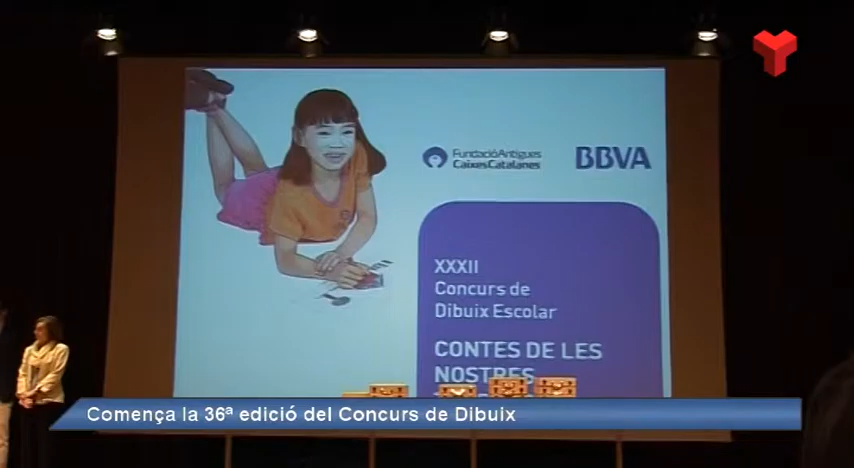 FundacióAntigues
CaixesCatalanes
BBVA
XXXII
Concurs de
Dibuix Escolar
CONTES DE LES
NOSTRES
Comença la 36ª edició del Concurs de Dibuix